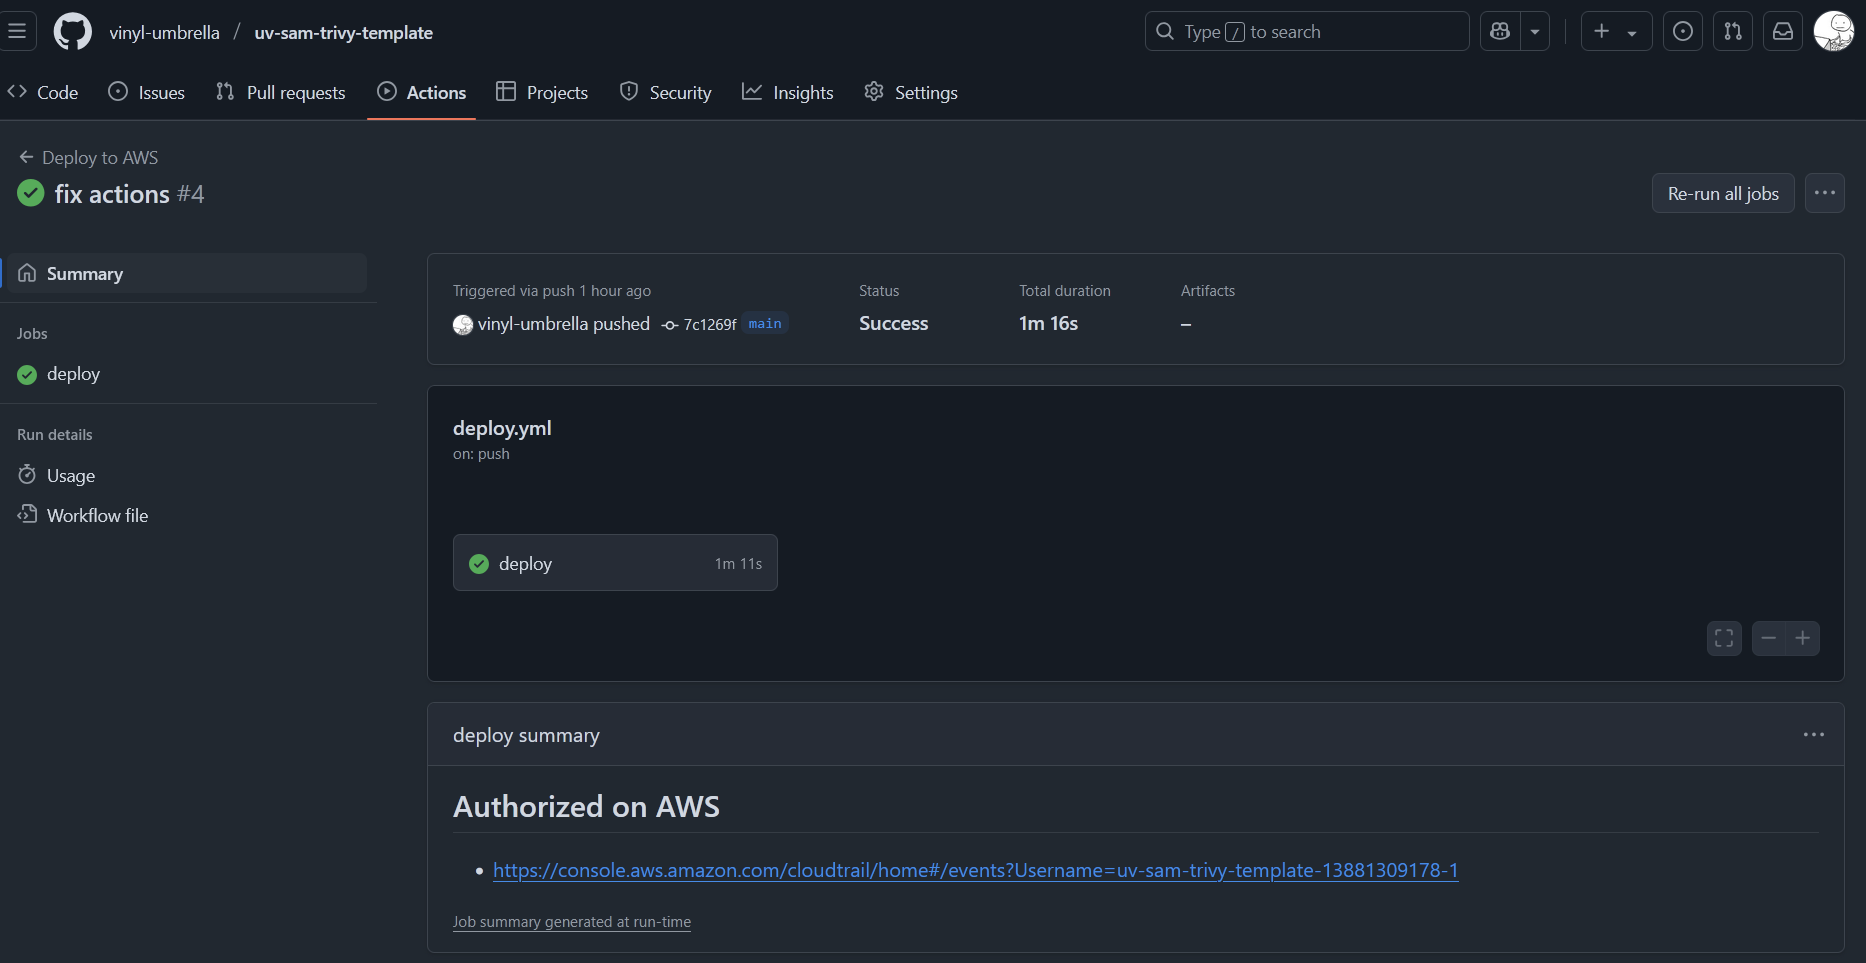 vinyl-umbrella / uv-sam-trivy-template
Type / to search
Code Issues Pull requests Actions Projects Security Insights Settings
Deploy to AWS
fix actions #4
Re-run all jobs
Summary
Jobs
deploy
Run details
Usage
Workflow file
Triggered via push 1 hour ago
vinyl-umbrella pushed 7c1269f main
Status
Success
Total duration
1m 16s
Artifacts
–
deploy.yml
on: push
deploy 1m 11s
deploy summary
Authorized on AWS
• https://console.aws.amazon.com/cloudtrail/home#/events?Username=uv-sam-trivy-template-13881309178-1
Job summary generated at run-time